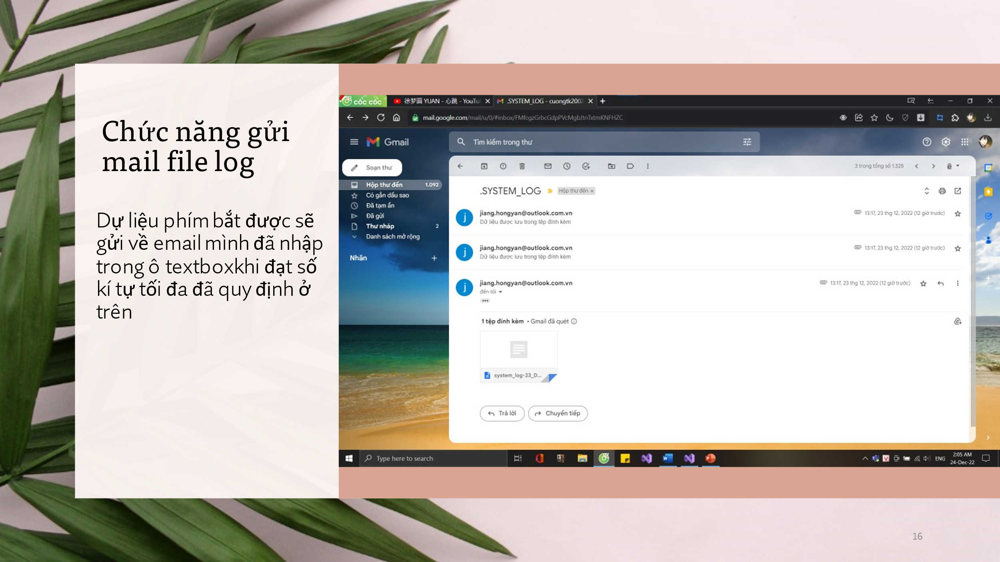 Chức năng gửi
mail file log
Dự liệu phím bắt được sẽ
gửi về email mình đã nhập
trong ô textboxkhi đạt số
kí tự tối đa đã quy định ở
trên
cốc cốc
徐梦圆 YUAN - 心跳 - YouTu
.SYSTEM_LOG - cuongtk2002
mail.google.com/mail/u/0/#inbox/FMfcgzGrbcGdpPVcMgbJtnTxtmKNFHZC
Gmail
Tìm kiếm trong thư
Soạn thư
3 trong tổng số 1.325
Hộp thư đến 1.092
Có gắn dấu sao
Đã tạm ẩn
Đã gửi
Thư nháp 2
Danh sách mở rộng
Nhãn
.SYSTEM_LOG Hộp thư đến ×
jiang.hongyan@outlook.com.vn 13:17, 23 thg 12, 2022 (12 giờ trước)
Dữ liệu được lưu trong tệp đính kèm
jiang.hongyan@outlook.com.vn 13:17, 23 thg 12, 2022 (12 giờ trước)
Dữ liệu được lưu trong tệp đính kèm
jiang.hongyan@outlook.com.vn 13:17, 23 thg 12, 2022 (12 giờ trước)
đến tôi
1 tệp đính kèm • Gmail đã quét
system_log-23_D...
Trả lời
Chuyển tiếp
Type here to search
ENG
2:05 AM
24-Dec-22
16